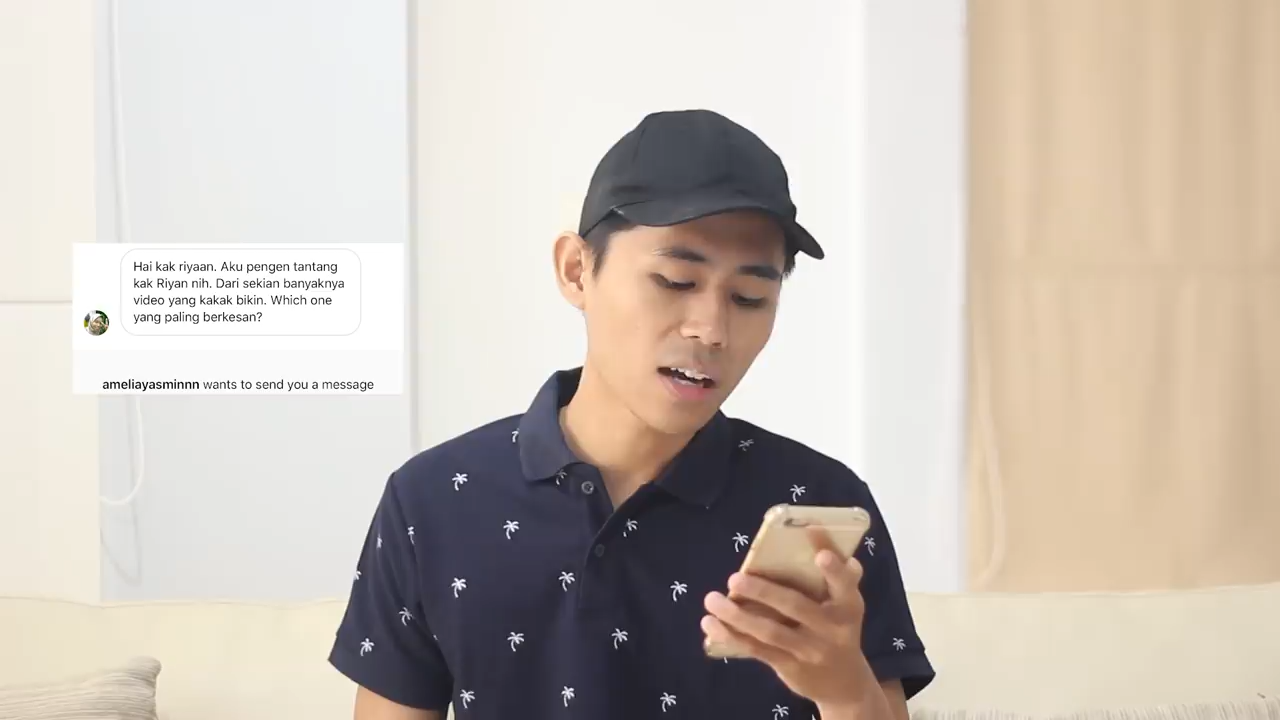 Hai kak riyaan. Aku pengen tantang
kak Riyan nih. Dari sekian banyaknya
video yang kakak bikin. Which one
yang paling berkesan?
ameliayasminnn wants to send you a message